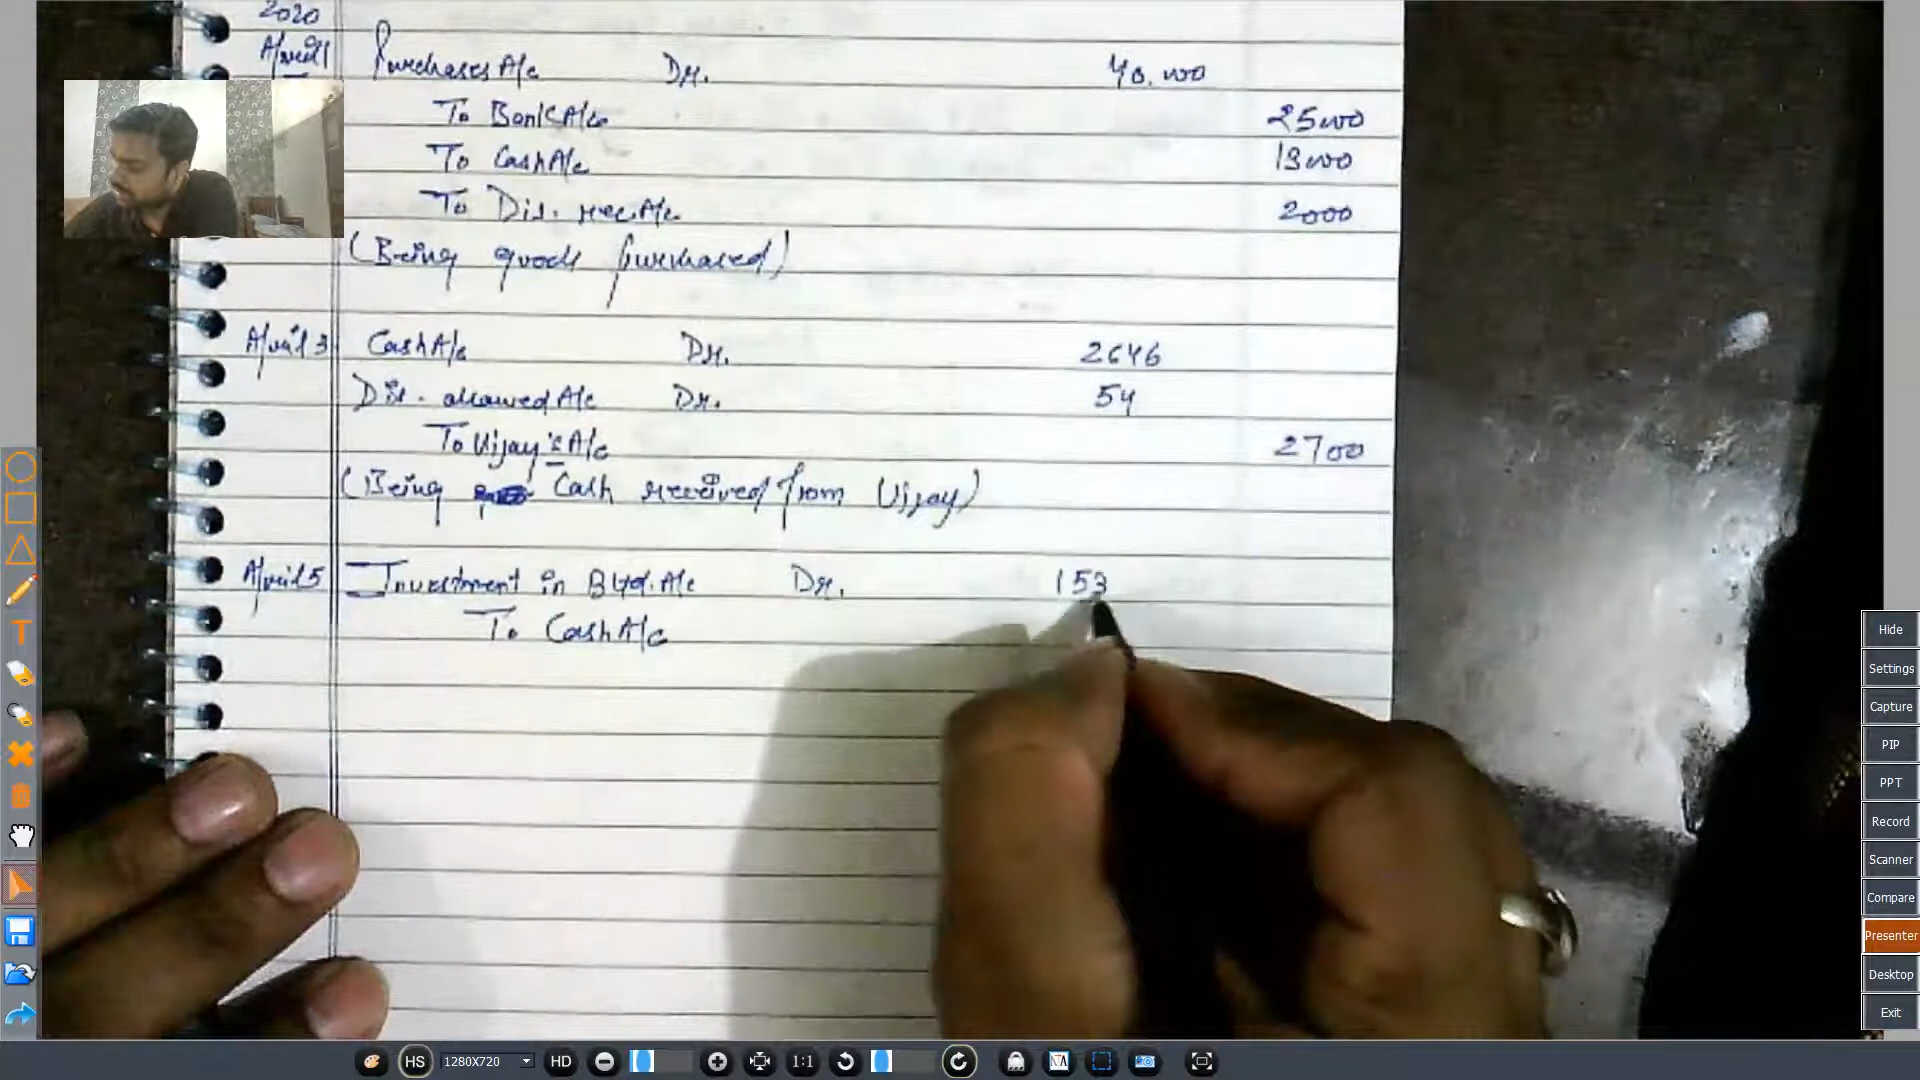 2020
April 1 Purchases A/c Dr. 40,000
To Bank A/c 25000
To Cash A/c 13000
To Dis. rec. A/c 2000
(Being goods purchased)
April 3 Cash A/c Dr. 2646
Dis. allowed A/c Dr. 54
To Vijay's A/c 2700
(Being Cash received from Vijay)
April 5 Investment in Bld. A/c Dr. 153
To Cash A/c
T
Hide
Settings
Capture
PIP
PPT
Record
Scanner
Compare
Presenter
Desktop
Exit
HS 1280X720 HD 1:1